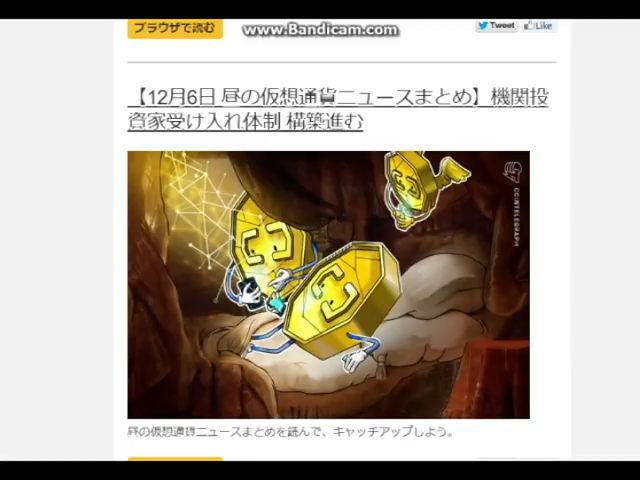 ブラウザで読む
www.Bandicam.com
Tweet
Like
【12月6日 昼の仮想通貨ニュースまとめ】機関投
資家受け入れ体制 構築進む
COINTELEGRAPH
昼の仮想通貨ニュースまとめを読んで、キャッチアップしよう。